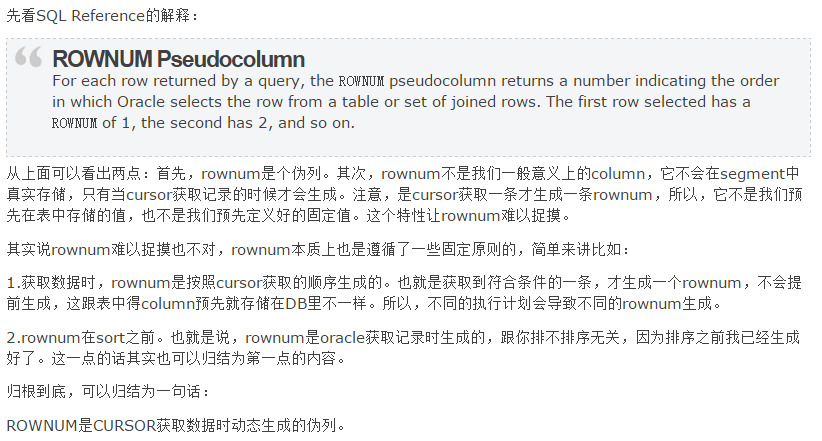 先看SQL Reference的解释：
ROWNUM Pseudocolumn
For each row returned by a query, the ROWNUM pseudocolumn returns a number indicating the order
in which Oracle selects the row from a table or set of joined rows. The first row selected has a
ROWNUM of 1, the second has 2, and so on.
从上面可以看出两点：首先，rownum是个伪列。其次，rownum不是我们一般意义上的column，它不会在segment中
真实存储，只有当cursor获取记录的时候才会生成。注意，是cursor获取一条才生成一条rownum，所以，它不是我们预
先在表中存储的值，也不是我们预先定义好的固定值。这个特性让rownum难以捉摸。
其实说rownum难以捉摸也不对，rownum本质上也是遵循了一些固定原则的，简单来讲比如：
1.获取数据时，rownum是按照cursor获取的顺序生成的。也就是获取到符合条件的一条，才生成一个rownum，不会提
前生成，这跟表中得column预先就存储在DB里不一样。所以，不同的执行计划会导致不同的rownum生成。
2.rownum在sort之前。也就是说，rownum是oracle获取记录时生成的，跟你排不排序无关，因为排序之前我已经生成
好了。这一点的话其实也可以归结为第一点的内容。
归根到底，可以归结为一句话：
ROWNUM是CURSOR获取数据时动态生成的伪列。